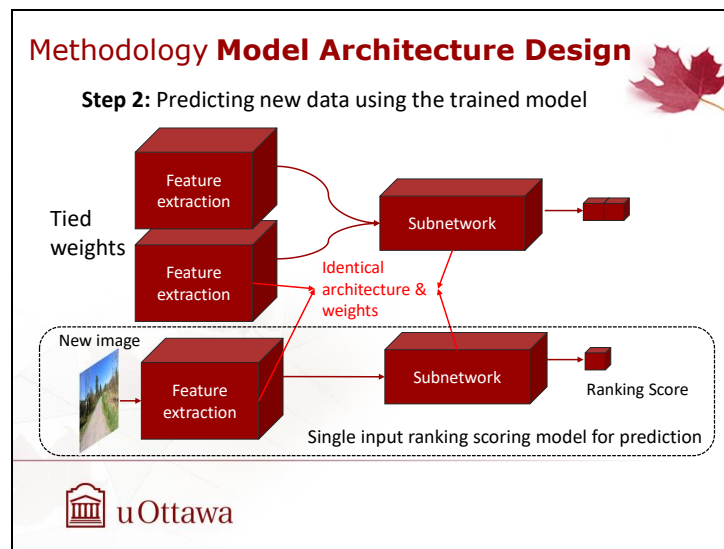 Methodology Model Architecture Design
Step 2: Predicting new data using the trained model
Feature
extraction
Subnetwork
Tied
weights
Feature
extraction
Identical
architecture &
weights
New image
Feature
extraction
Subnetwork
Ranking Score
Single input ranking scoring model for prediction
uOttawa